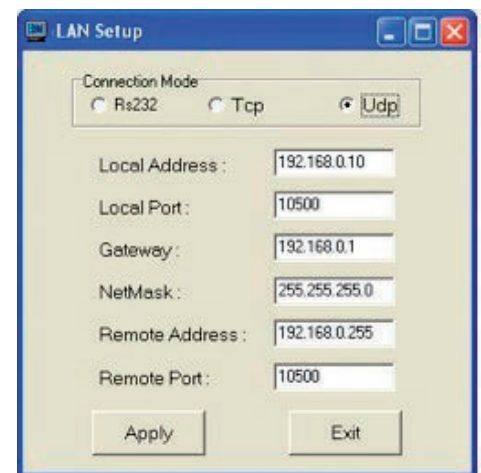 LAN Setup
Connection Mode
Rs232 Tcp Udp
Local Address : 192.168.0.10
Local Port : 10500
Gateway : 192.168.0.1
NetMask : 255.255.255.0
Remote Address : 192.168.0.255
Remote Port : 10500
Apply Exit